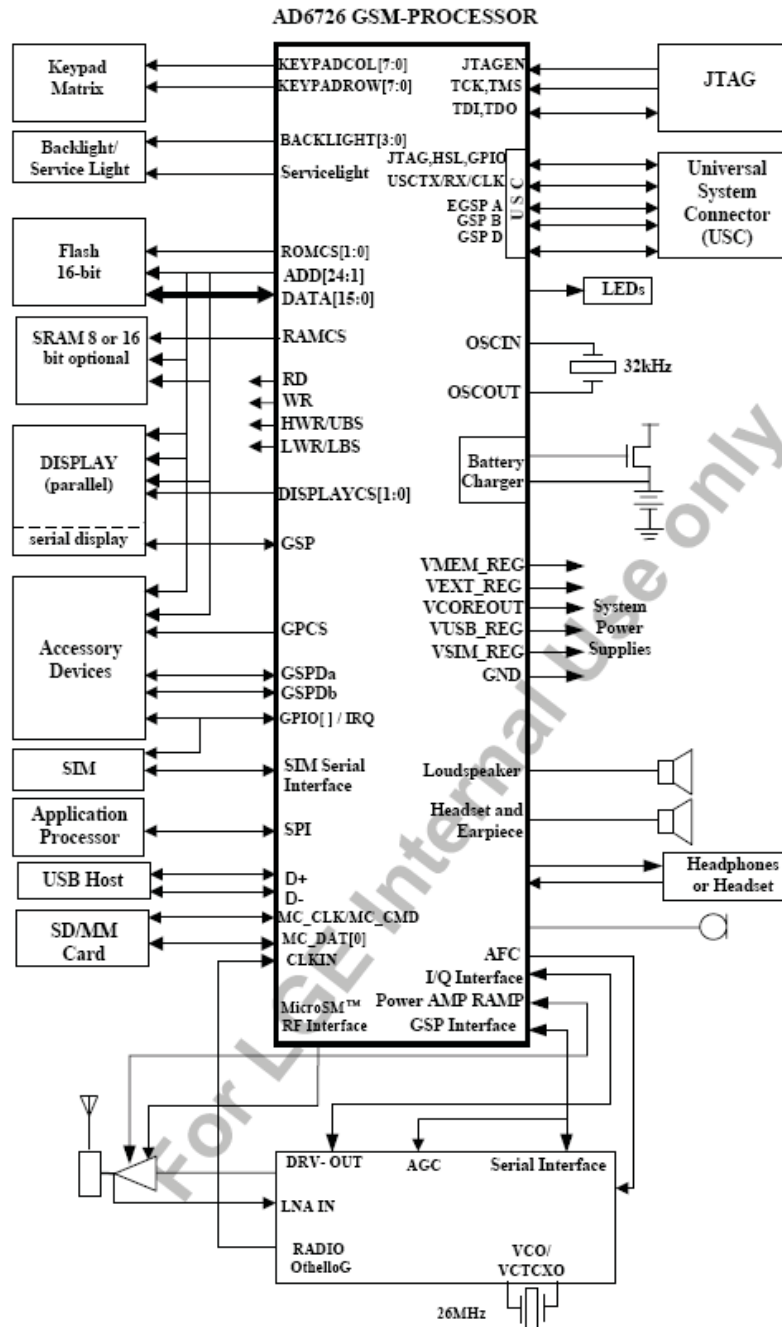 AD6726 GSM-PROCESSOR
Keypad
Matrix
KEYPADCOL[7:0]
KEYPADROW[7:0]
JTAGEN
TCK,TMS
TDI,TDO
JTAG
Backlight/
Service Light
BACKLIGHT[3:0]
Servicelight
JTAG,HSL,GPIO
USCTX/RX/CLK
EGSP A
GSP B
GSP D
U S C
Universal
System
Connector
(USC)
Flash
16-bit
ROMCS[1:0]
ADD[24:1]
DATA[15:0]
LEDs
SRAM 8 or 16
bit optional
RAMCS
RD
WR
HWR/UBS
LWR/LBS
OSCIN
OSCOUT
32kHz
DISPLAY
(parallel)
serial display
DISPLAYCS[1:0]
GSP
Battery
Charger
VMEM_REG
VEXT_REG
VCOREOUT
VUSB_REG
VSIM_REG
GND
System
Power
Supplies
Accessory
Devices
GPCS
GSPDa
GSPDb
GPIO[ ] / IRQ
SIM
SIM Serial
Interface
Loudspeaker
Headset and
Earpiece
Application
Processor
SPI
USB Host
D+
D-
Headphones
or Headset
SD/MM
Card
MC_CLK/MC_CMD
MC_DAT[0]
CLKIN
AFC
I/Q Interface
Power AMP RAMP
GSP Interface
MicroSM™
RF Interface
DRV- OUT
AGC
Serial Interface
LNA IN
RADIO
OthelloG
VCO/
VCTCXO
26MHz
For LGE Internal Use only